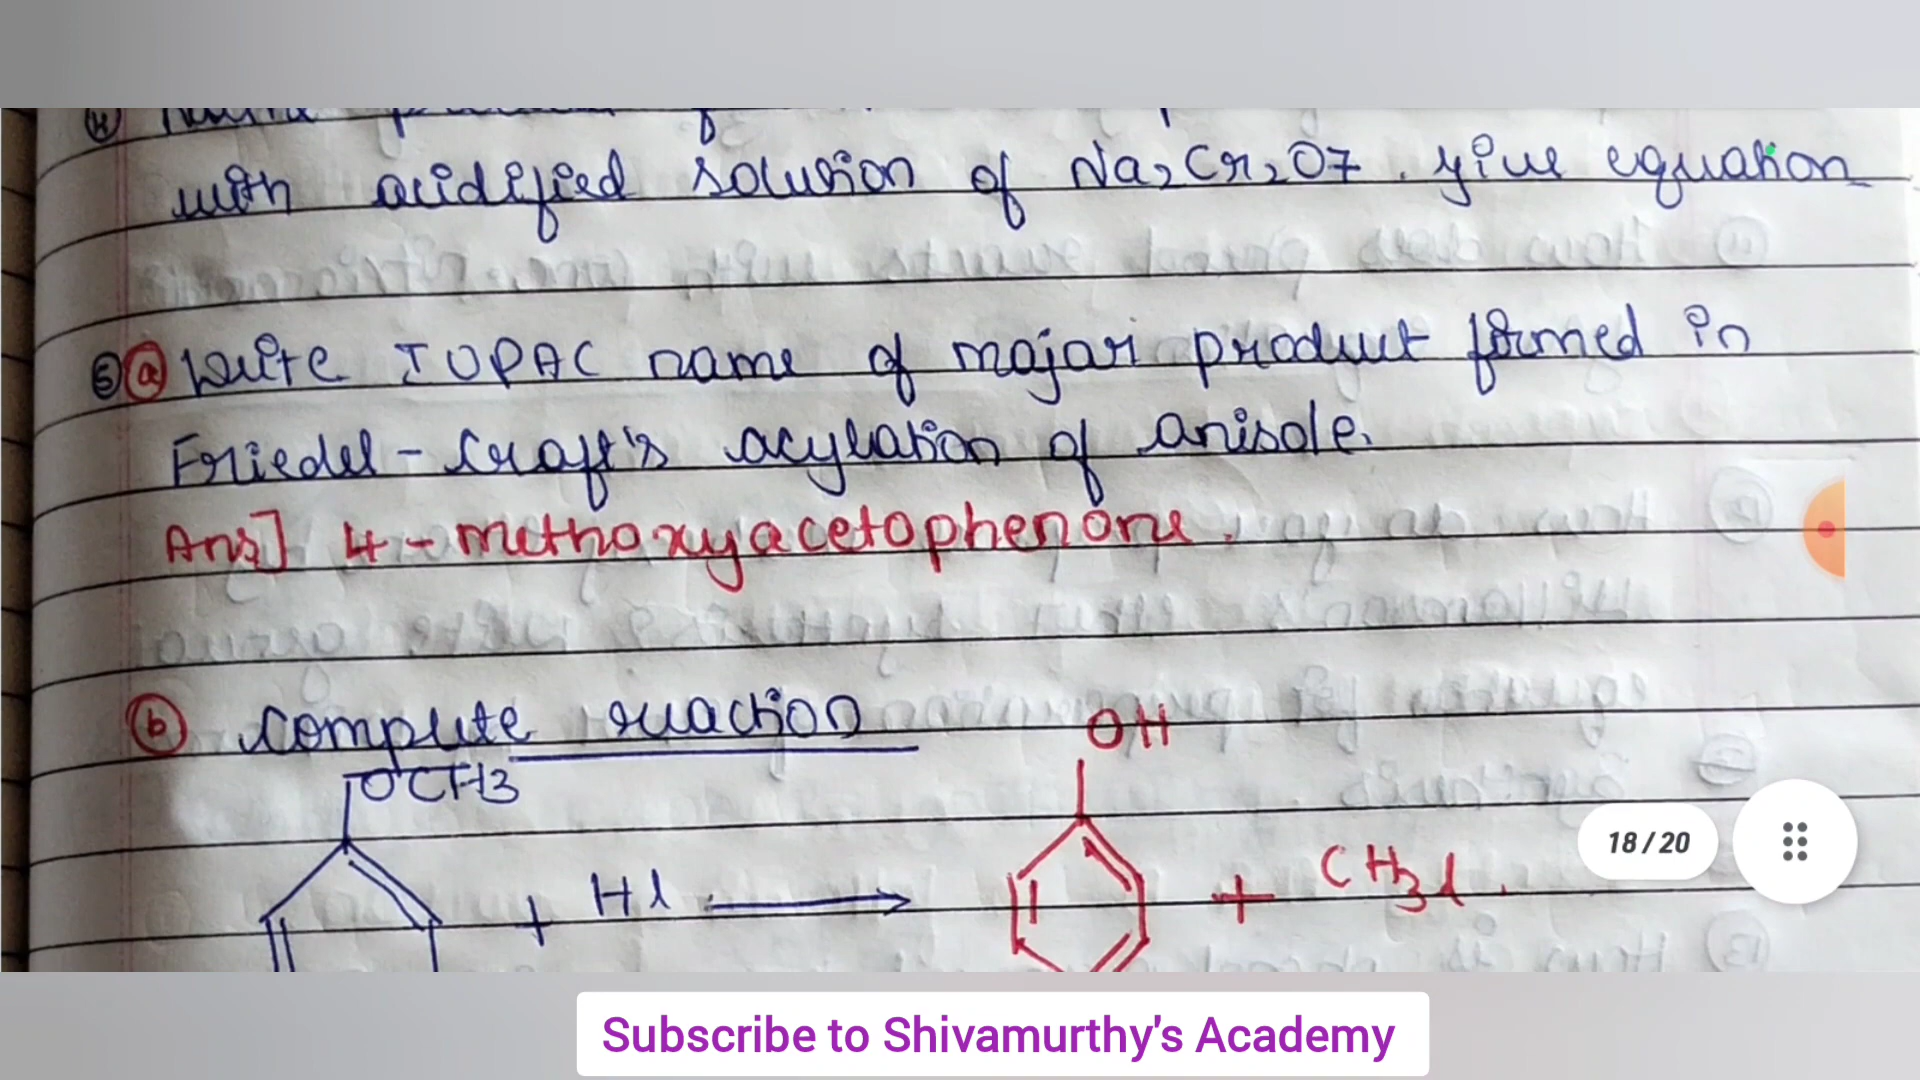 with acidified solution of Na2Cr2O7. give equation
5 a Write IUPAC name of major product formed in
Friedel-Craft's acylation of anisole.
Ans] 4-methoxyacetophenone.
b complete reaction
OCH3
OH
+ HI
+ CH3I.
18/20
Subscribe to Shivamurthy's Academy